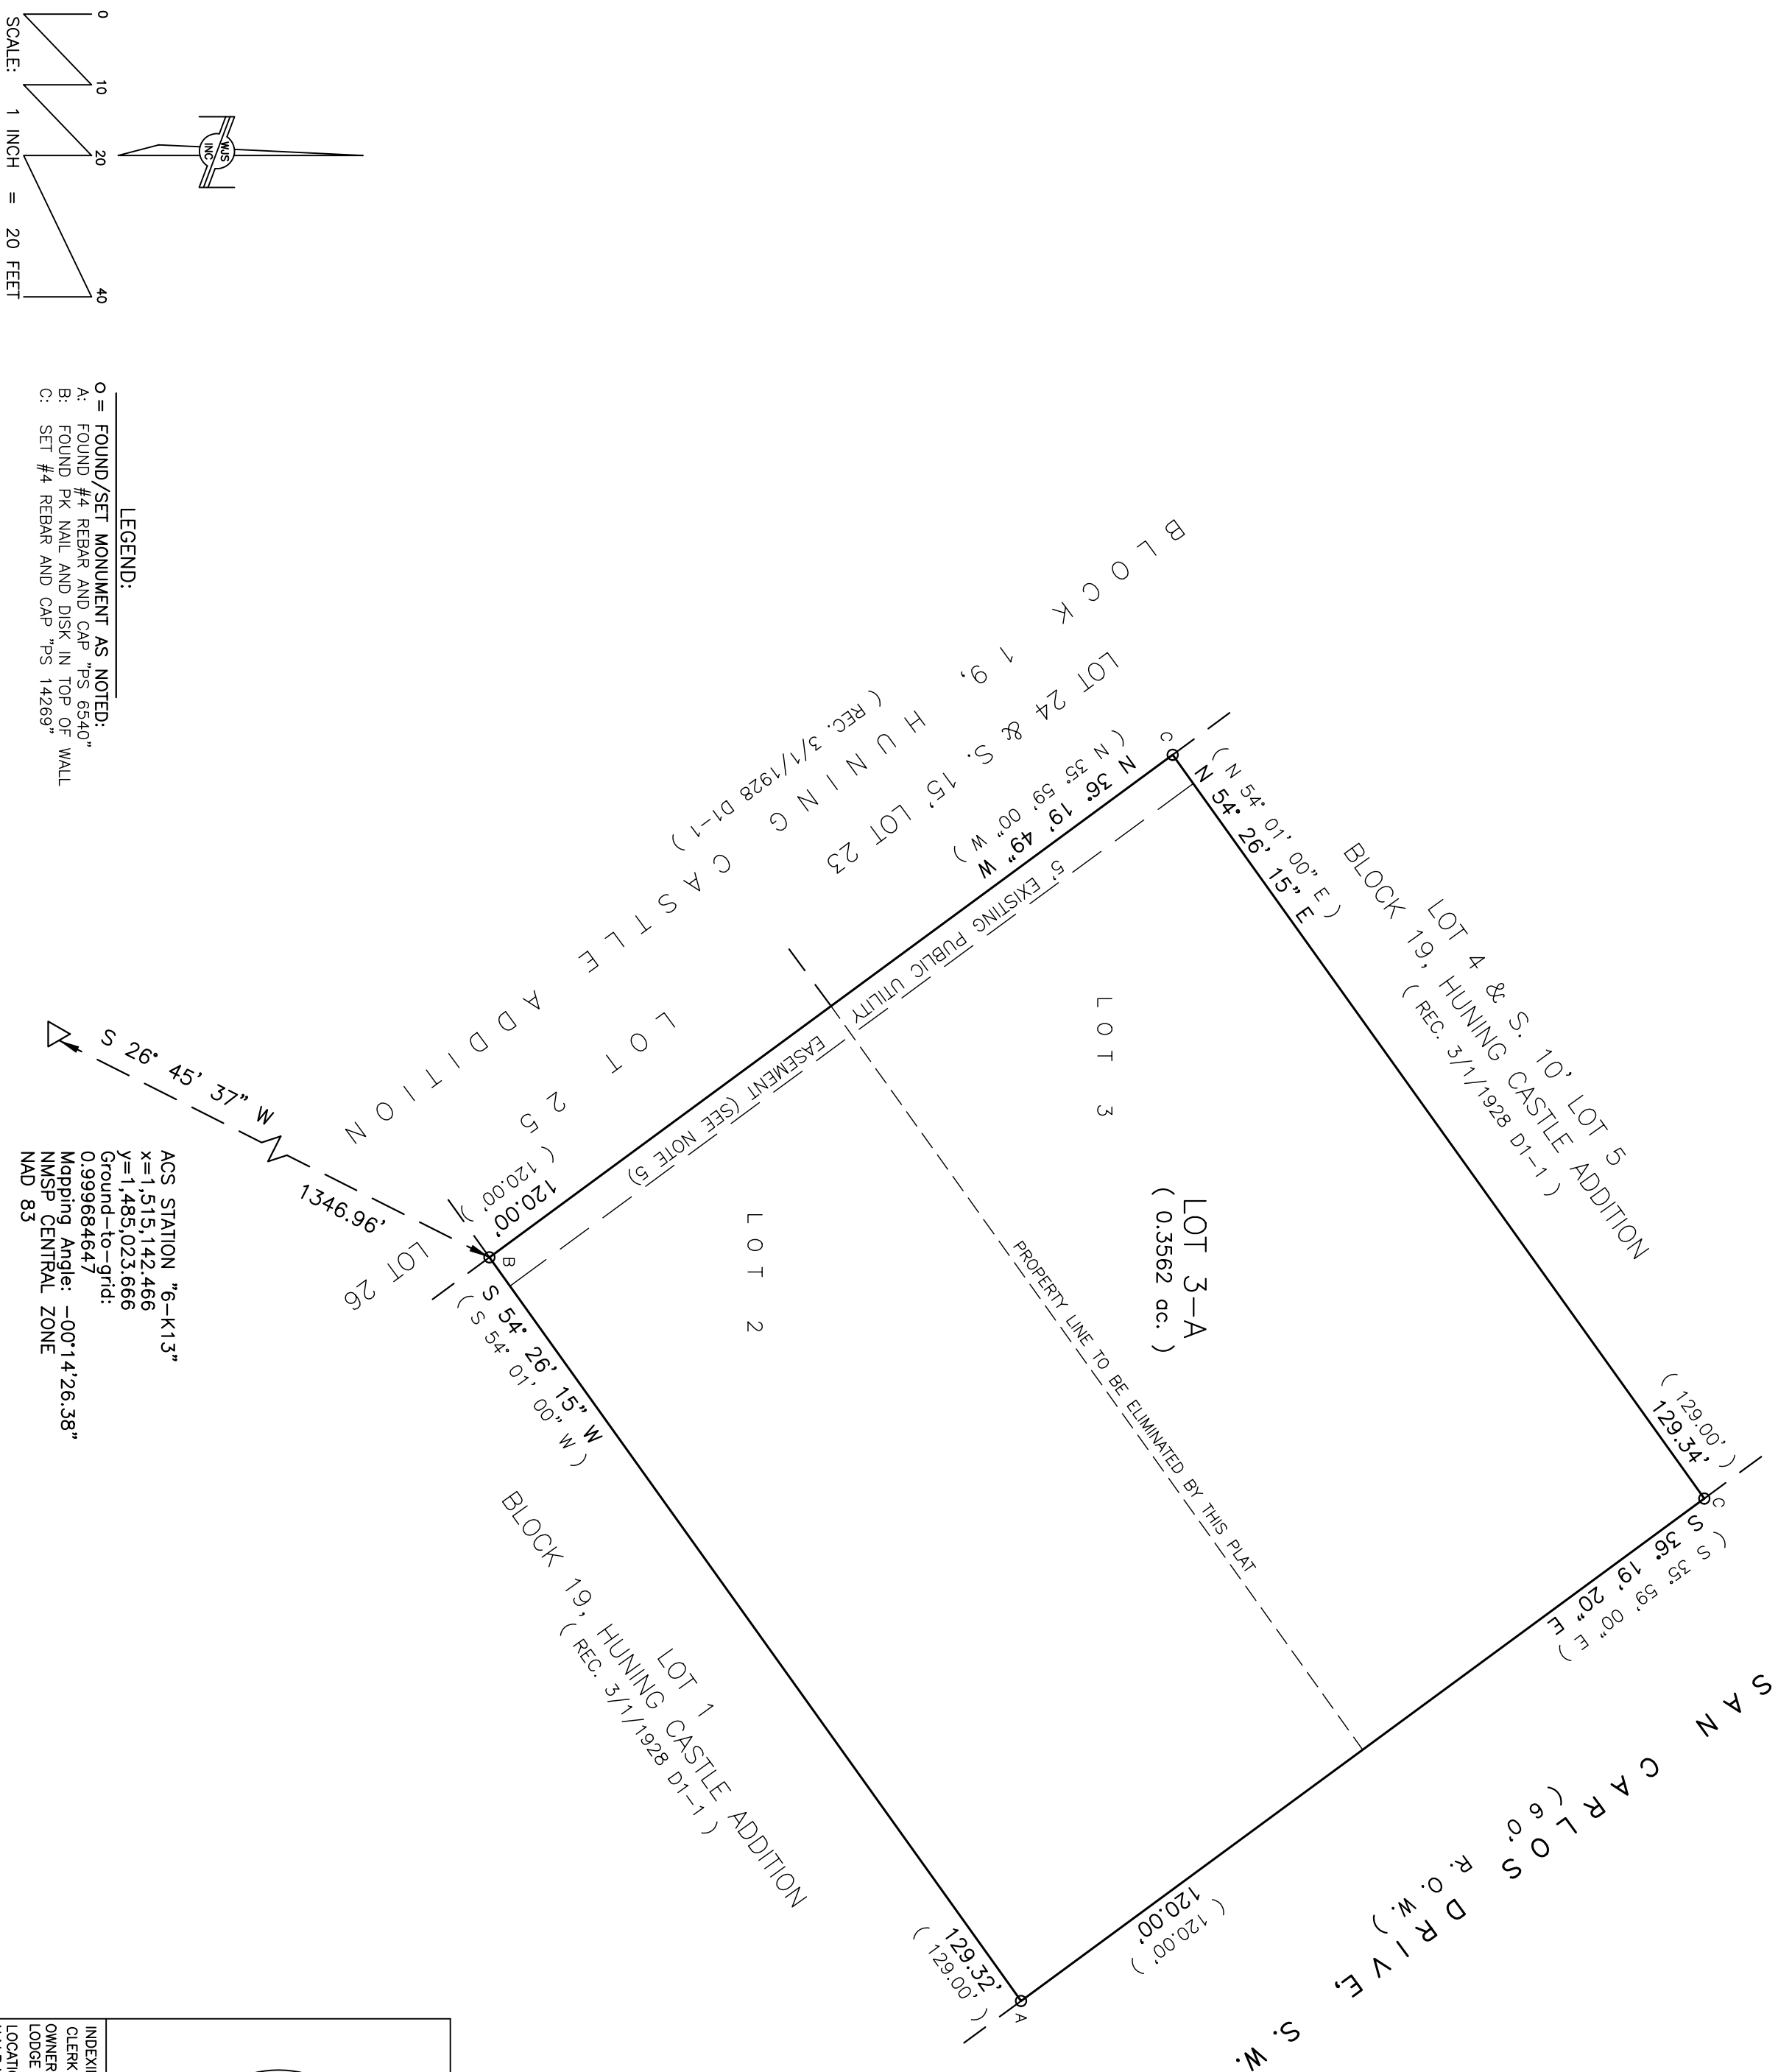 BLOCK 19, HUNING CASTLE ADDITION
LOT 24 & S. 15' LOT 23
( REC. 3/1/1928 D1-1 )
LOT 25
LOT 26
LOT 4 & S. 10' LOT 5
BLOCK 19, HUNING CASTLE ADDITION
( REC. 3/1/1928 D1-1 )
( N 54° 01' 00" E )
N 54° 26' 15" E
( 129.00' )
129.34'
C
C
N 36° 19' 49" W
( N 35° 59' 00" W )
( 120.00' )
120.00'
5' EXISTING PUBLIC UTILITY
EASEMENT (SEE NOTE 5)
LOT 3
LOT 3-A
( 0.3562 ac. )
PROPERTY LINE TO BE ELIMINATED BY THIS PLAT
LOT 2
( S 35° 59' 00" E )
S 36° 19' 20" E
120.00'
( 120.00' )
SAN CARLOS DRIVE, S. W.
( 60' R. O. W. )
B
S 54° 26' 15" W
( S 54° 01' 00" W )
129.32'
( 129.00' )
A
LOT 1
BLOCK 19, HUNING CASTLE ADDITION
( REC. 3/1/1928 D1-1 )
S 26° 45' 37" W
1346.96'
ACS STATION "6-K13"
x=1,515,142.466
y=1,485,023.666
Ground-to-grid:
0.999684647
Mapping Angle: -00°14'26.38"
NMSP CENTRAL ZONE
NAD 83
WJS
INC
0 10 20 40
SCALE: 1 INCH = 20 FEET
LEGEND:
O = FOUND/SET MONUMENT AS NOTED:
A: FOUND #4 REBAR AND CAP "PS 6540"
B: FOUND PK NAIL AND DISK IN TOP OF WALL
C: SET #4 REBAR AND CAP "PS 14269"
INDEXI
CLERK
OWNER
LODGE
LOCATI